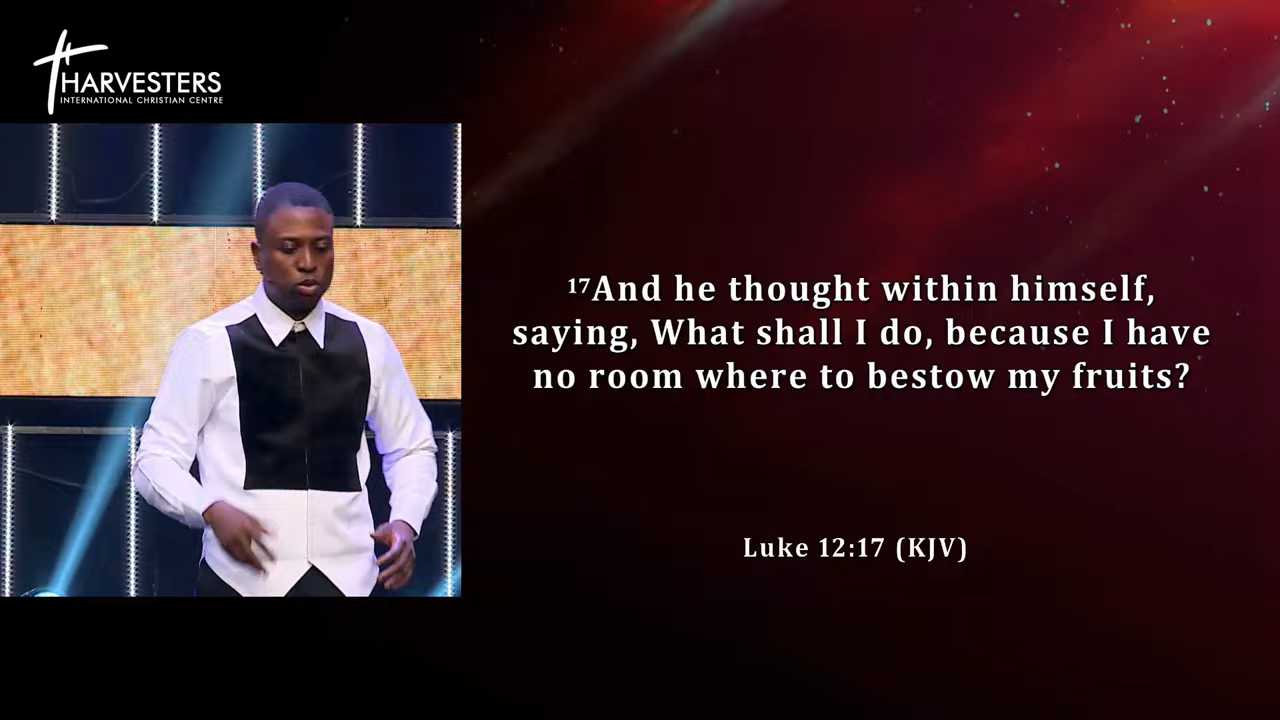 HARVESTERS
INTERNATIONAL CHRISTIAN CENTRE
17And he thought within himself,
saying, What shall I do, because I have
no room where to bestow my fruits?
Luke 12:17 (KJV)